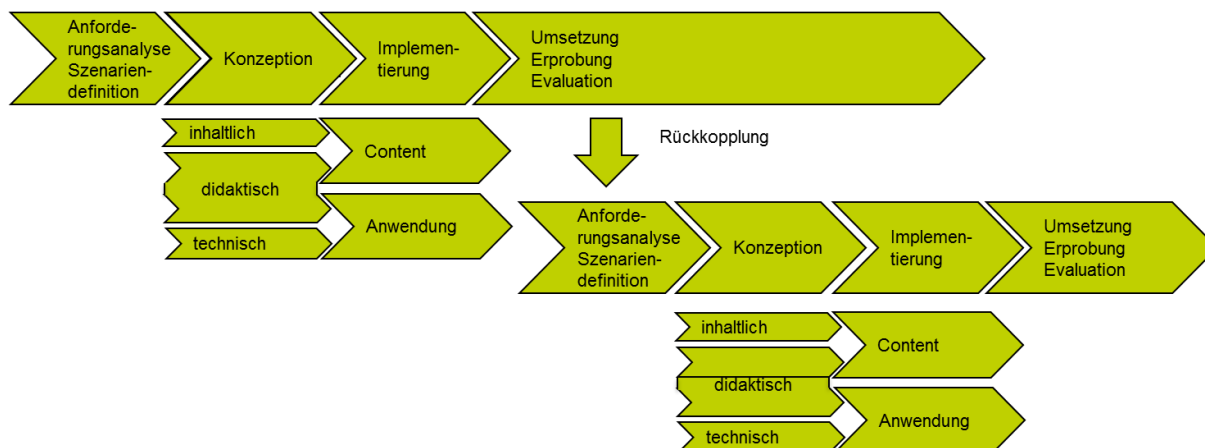 Anforde-
rungsanalyse
Szenarien-
definition
Konzeption
Implemen-
tierung
Umsetzung
Erprobung
Evaluation
inhaltlich
didaktisch
technisch
Content
Anwendung
Rückkopplung
Anforde-
rungsanalyse
Szenarien-
definition
Konzeption
Implemen-
tierung
Umsetzung
Erprobung
Evaluation
inhaltlich
didaktisch
technisch
Content
Anwendung